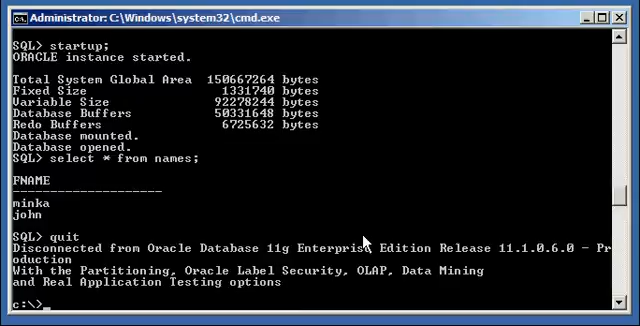 Administrator: C:\Windows\system32\cmd.exe
SQL> startup;
ORACLE instance started.
Total System Global Area 150667264 bytes
Fixed Size 1331740 bytes
Variable Size 92278244 bytes
Database Buffers 50331648 bytes
Redo Buffers 6725632 bytes
Database mounted.
Database opened.
SQL> select * from names;
FNAME
--------------------
minka
john
SQL> quit
Disconnected from Oracle Database 11g Enterprise Edition Release 11.1.0.6.0 - Pr
oduction
With the Partitioning, Oracle Label Security, OLAP, Data Mining
and Real Application Testing options
c:\>_